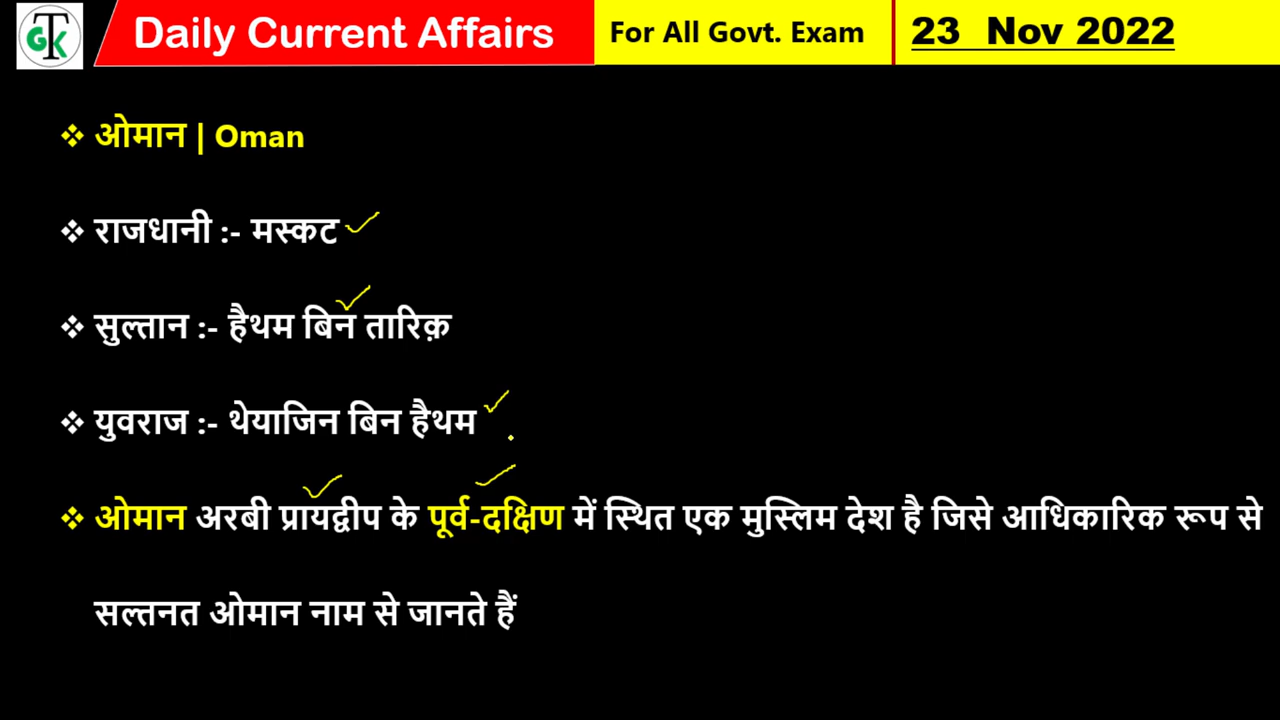 TGK
Daily Current Affairs
For All Govt. Exam
23 Nov 2022
❖ ओमान | Oman
❖ राजधानी :- मस्कट
❖ सुल्तान :- हैथम बिन तारिक़
❖ युवराज :- थेयाजिन बिन हैथम
❖ ओमान अरबी प्रायद्वीप के पूर्व-दक्षिण में स्थित एक मुस्लिम देश है जिसे आधिकारिक रूप से
सल्तनत ओमान नाम से जानते हैं